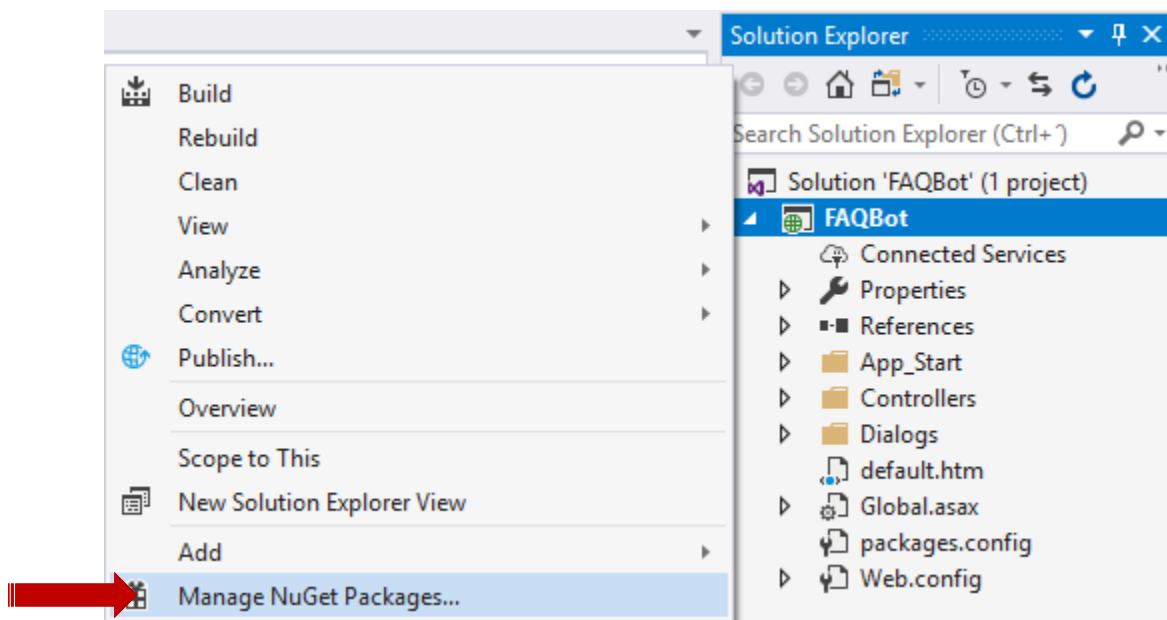 Build
Rebuild
Clean
View
Analyze
Convert
Publish...
Overview
Scope to This
New Solution Explorer View
Add
Manage NuGet Packages...
Solution Explorer
Search Solution Explorer (Ctrl+¨)
Solution 'FAQBot' (1 project)
FAQBot
Connected Services
Properties
References
App_Start
Controllers
Dialogs
default.htm
Global.asax
packages.config
Web.config